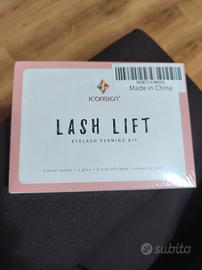 Made in China
ICONSIGN
LASH LIFT
EYELASH PERMING KIT
subito